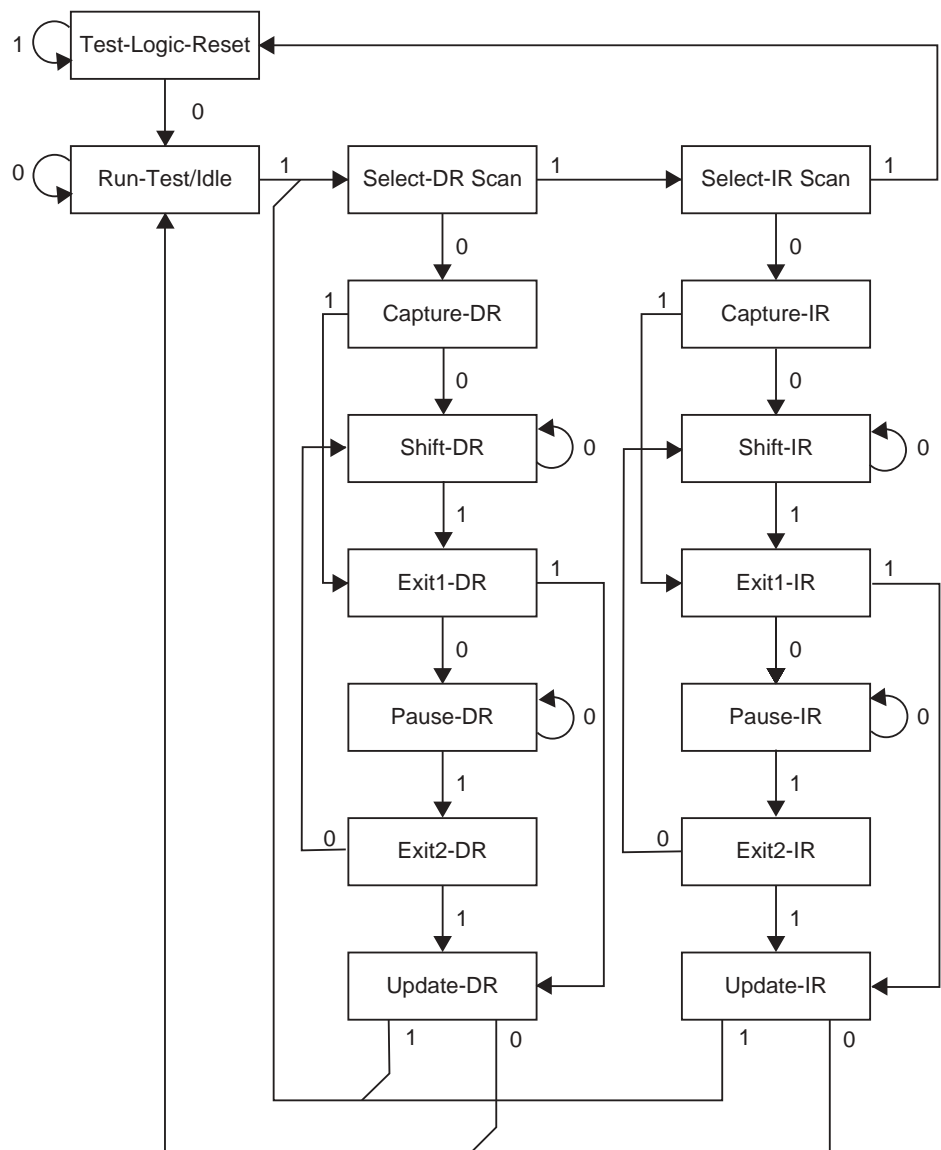 1
Test-Logic-Reset
0
0
Run-Test/Idle
1
Select-DR Scan
1
Select-IR Scan
1
0
0
1
Capture-DR
1
Capture-IR
0
0
Shift-DR
0
Shift-IR
0
1
1
Exit1-DR
1
Exit1-IR
1
0
0
Pause-DR
0
Pause-IR
0
1
1
0
Exit2-DR
0
Exit2-IR
1
1
Update-DR
Update-IR
1
0
1
0